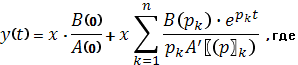 y(t) = x · B(0)/A(0) + x ∑_{k=1}^{n} B(p_k) · e^{p_k t} / p_k A′〖(p)〗_k) , где